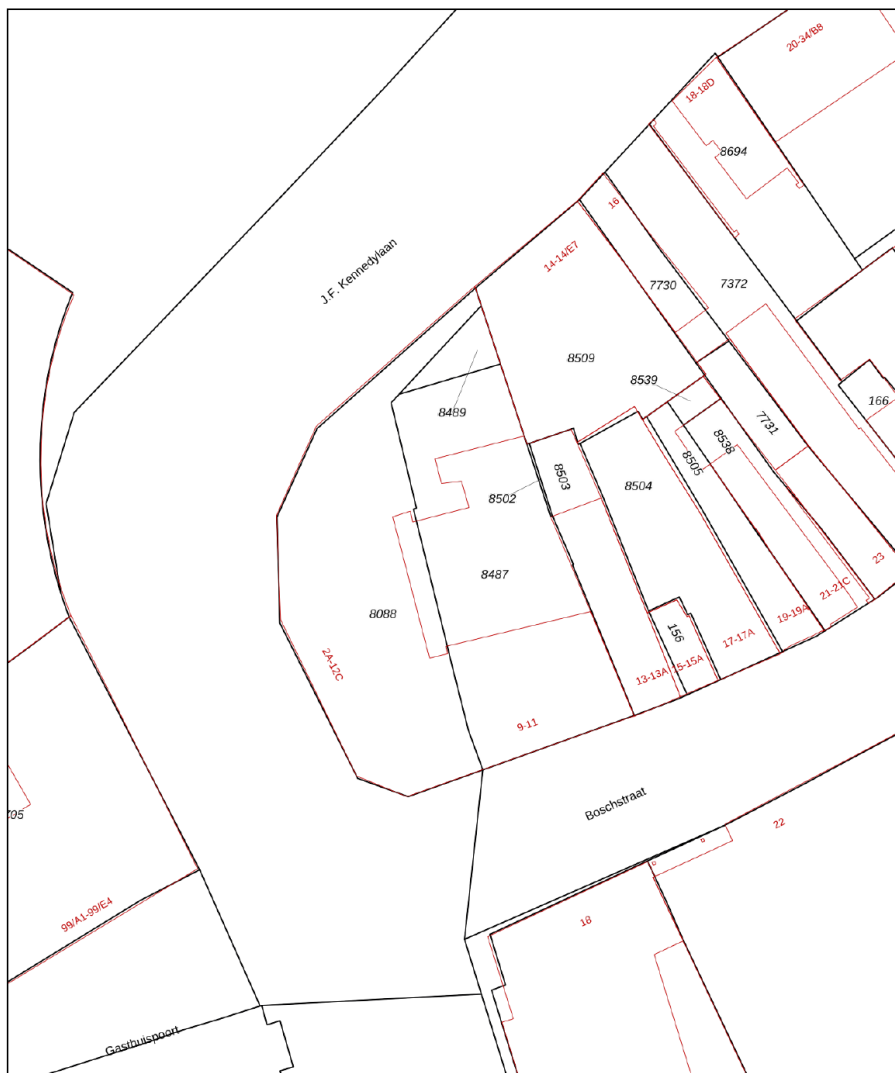 20-34/B8
18-18D
8694
16
J.F. Kennedylaan
14-14/E7
7730
7372
8509
8539
166
8489
7731
8538
8505
8503
8504
8502
8487
8088
156
2A-12C
23
21-21C
19-19A
17-17A
15-15A
13-13A
9-11
Boschstraat
22
18
99/A1-99/E4
Gasthuispoort